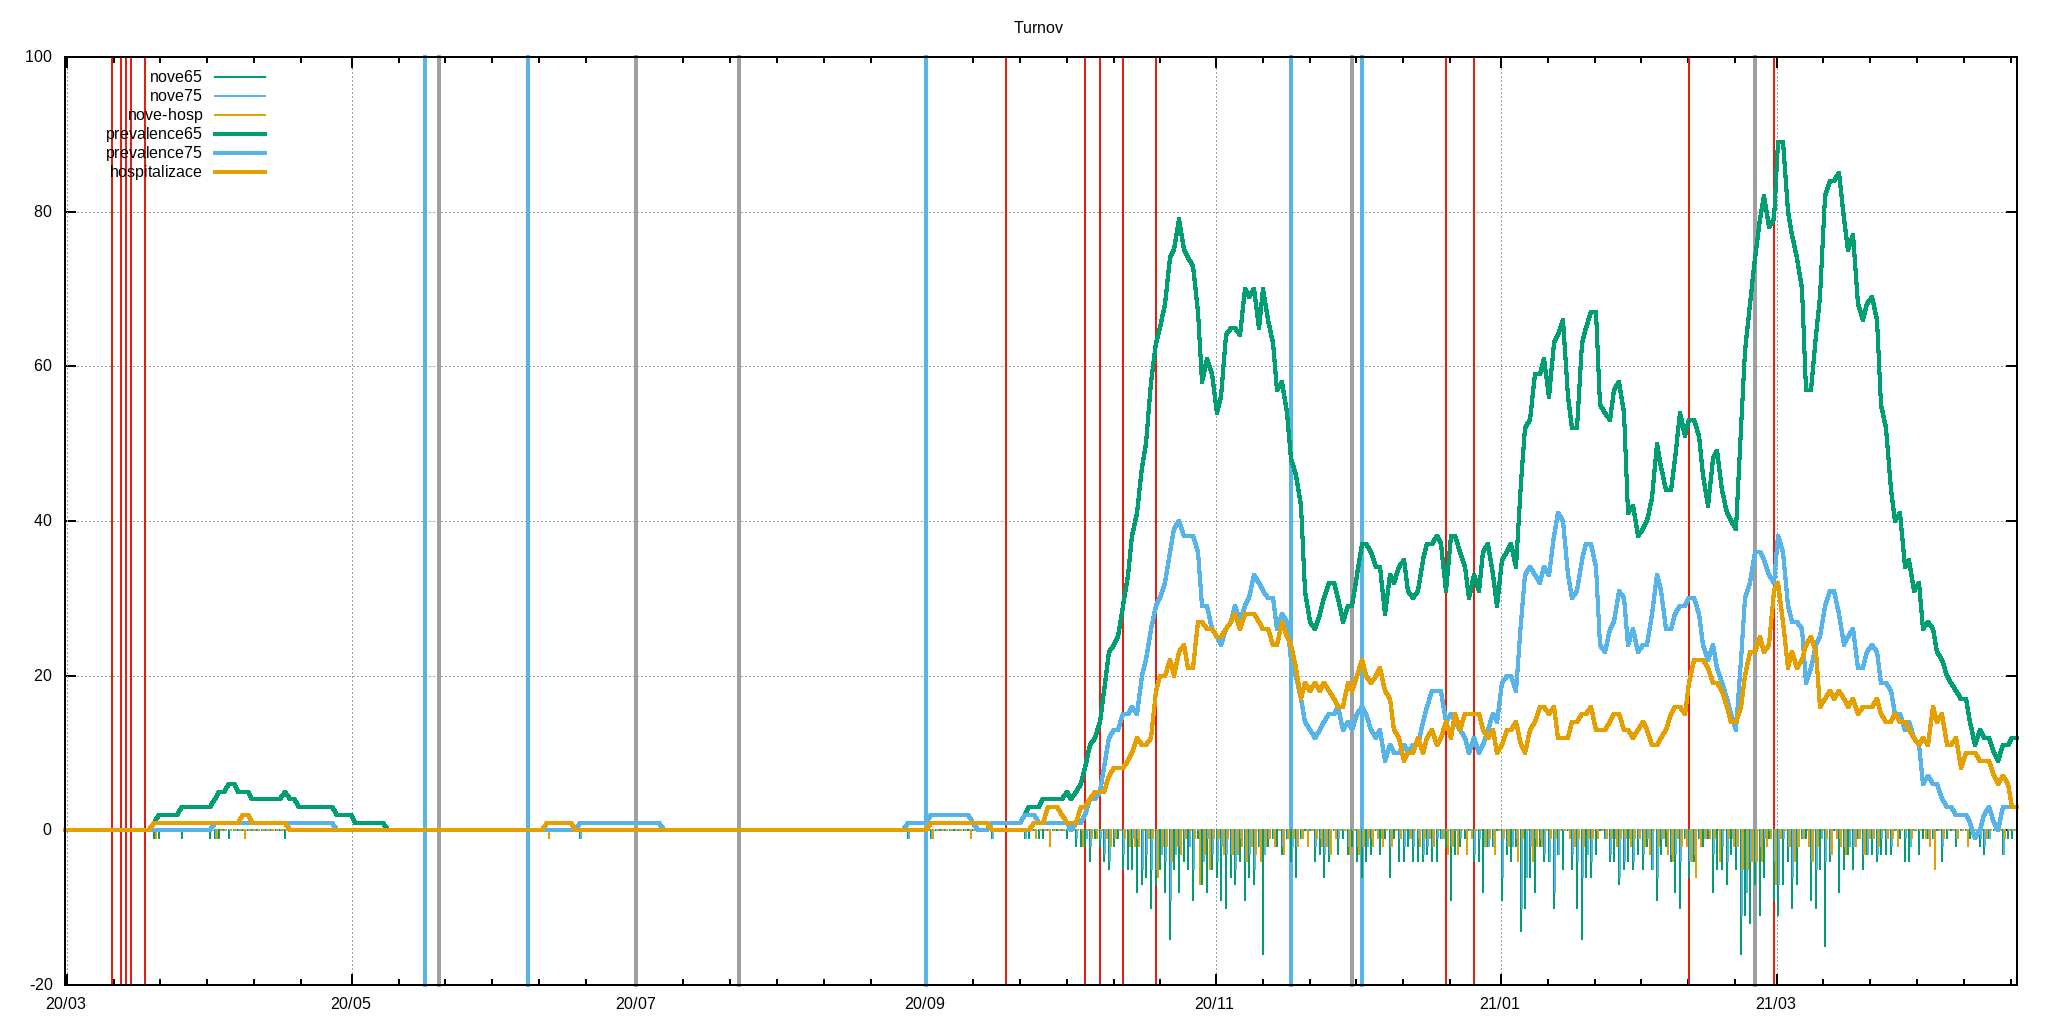 Turnov
100
nove65
nove75
nove-hosp
prevalence65
prevalence75
hospitalizace
80
60
40
20
0
-20
20/03 20/05 20/07 20/09 20/11 21/01 21/03